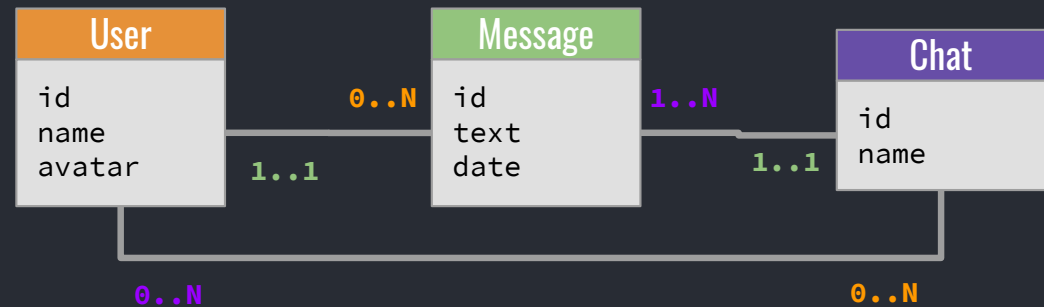 User
id
name
avatar
1..1
0..N
Message
id
text
date
1..N
1..1
Chat
id
name
0..N
0..N